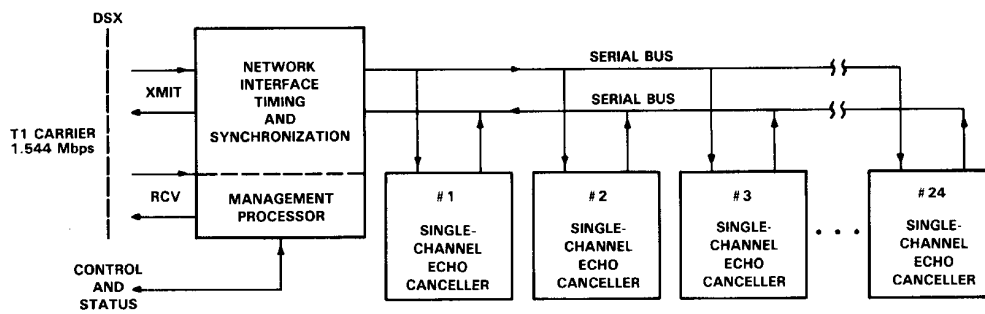 DSX
XMIT
T1 CARRIER
1.544 Mbps
RCV
CONTROL
AND
STATUS
NETWORK
INTERFACE
TIMING
AND
SYNCHRONIZATION
MANAGEMENT
PROCESSOR
SERIAL BUS
SERIAL BUS
#1
SINGLE-
CHANNEL
ECHO
CANCELLER
#2
SINGLE-
CHANNEL
ECHO
CANCELLER
#3
SINGLE-
CHANNEL
ECHO
CANCELLER
• • •
#24
SINGLE-
CHANNEL
ECHO
CANCELLER